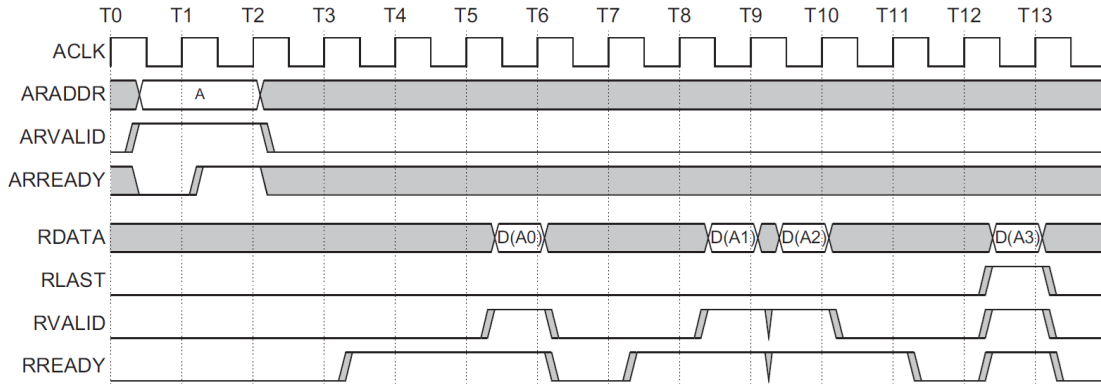 T0 T1 T2 T3 T4 T5 T6 T7 T8 T9 T10 T11 T12 T13
ACLK
ARADDR A
ARVALID
ARREADY
RDATA D(A0) D(A1) D(A2) D(A3)
RLAST
RVALID
RREADY